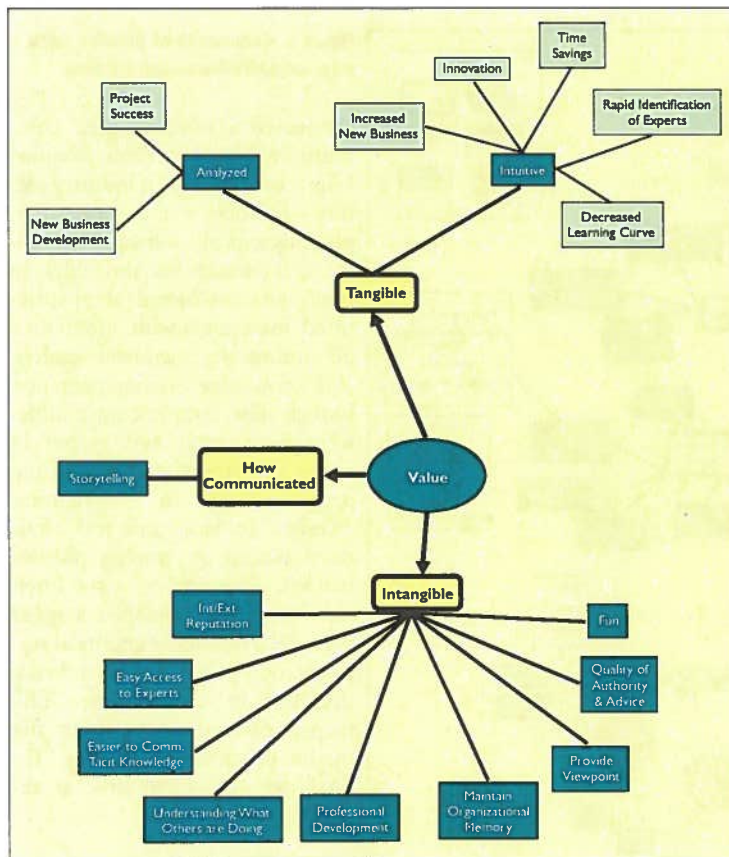 Time
Savings
Innovation
Project
Success
Increased
New Business
Rapid Identification
of Experts
Analyzed
Intuitive
New Business
Development
Decreased
Learning Curve
Tangible
How
Communicated
Storytelling
Value
Intangible
Int/Ext.
Reputation
Fun
Easy Access
to Experts
Quality of
Authority
& Advice
Easier to Comm.
Tacit Knowledge
Provide
Viewpoint
Understanding What
Others are Doing
Professional
Development
Maintain
Organizational
Memory